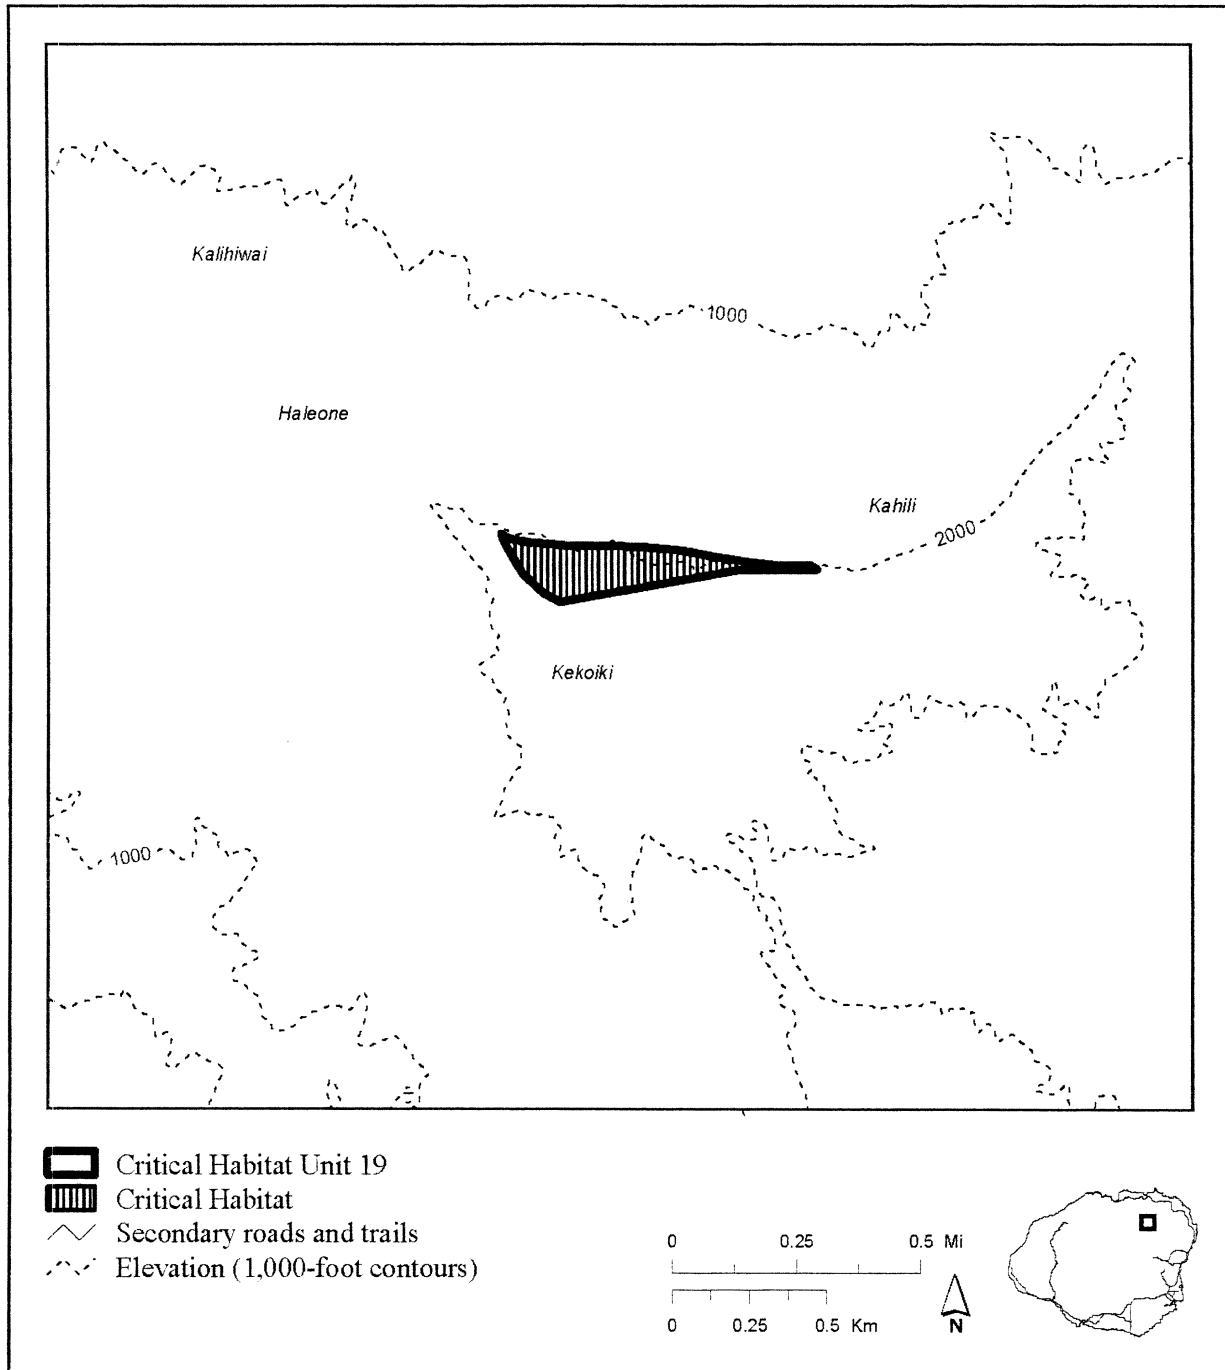 Kalihiwai
1000
Haleone
Kahili
2000
Kekoiki
1000
Critical Habitat Unit 19
Critical Habitat
Secondary roads and trails
Elevation (1,000-foot contours)
0 0.25 0.5 Mi
0 0.25 0.5 Km
N